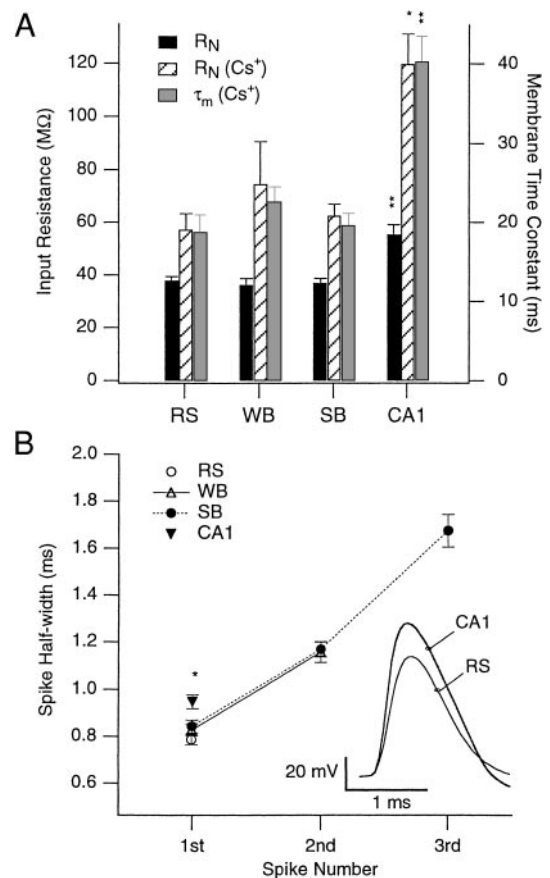 A
R_N
R_N (Cs⁺)
τ_m (Cs⁺)
Input Resistance (MΩ)
120
100
80
60
40
20
0
**
*
**
40
30
20
10
0
Membrane Time Constant (ms)
RS WB SB CA1
B
RS
WB
SB
CA1
Spike Half-width (ms)
2.0
1.8
1.6
1.4
1.2
1.0
0.8
0.6
*
CA1
RS
20 mV
1 ms
1st 2nd 3rd
Spike Number